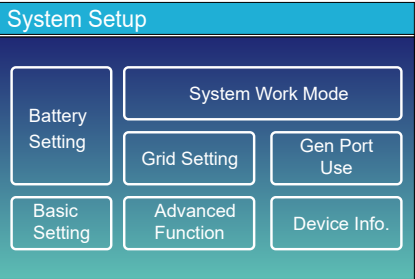 System Setup
Battery
Setting
System Work Mode
Grid Setting
Gen Port
Use
Basic
Setting
Advanced
Function
Device Info.